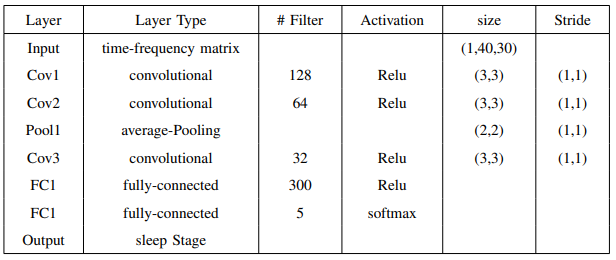 Layer Layer Type # Filter Activation size Stride
Input time-frequency matrix (1,40,30)
Cov1 convolutional 128 Relu (3,3) (1,1)
Cov2 convolutional 64 Relu (3,3) (1,1)
Pool1 average-Pooling (2,2) (1,1)
Cov3 convolutional 32 Relu (3,3) (1,1)
FC1 fully-connected 300 Relu
FC1 fully-connected 5 softmax
Output sleep Stage